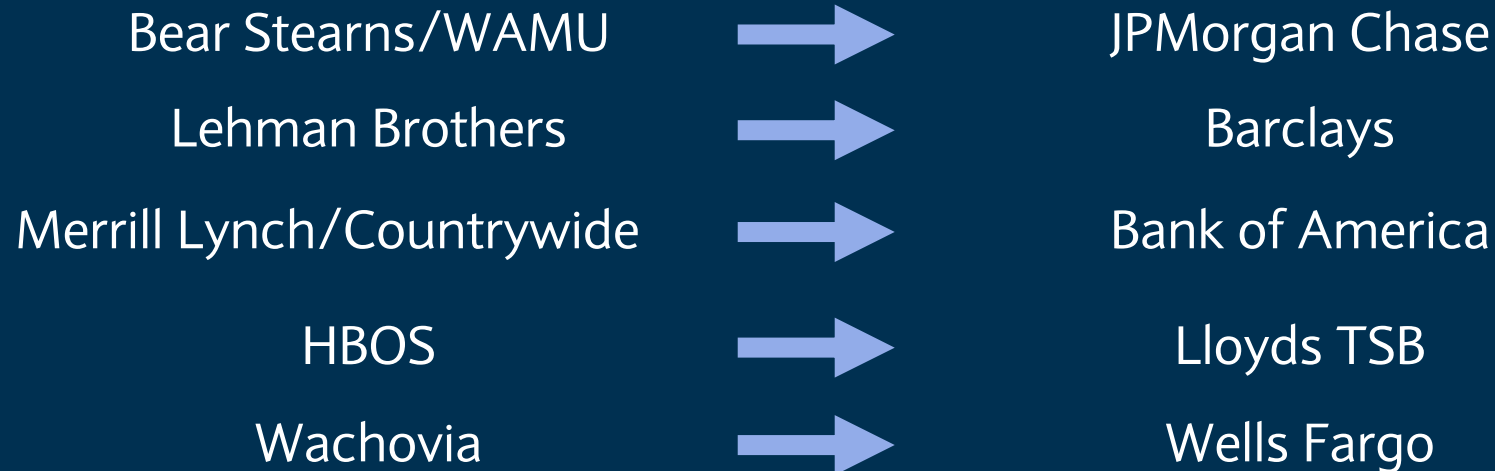 Bear Stearns/WAMU JPMorgan Chase
Lehman Brothers Barclays
Merrill Lynch/Countrywide Bank of America
HBOS Lloyds TSB
Wachovia Wells Fargo